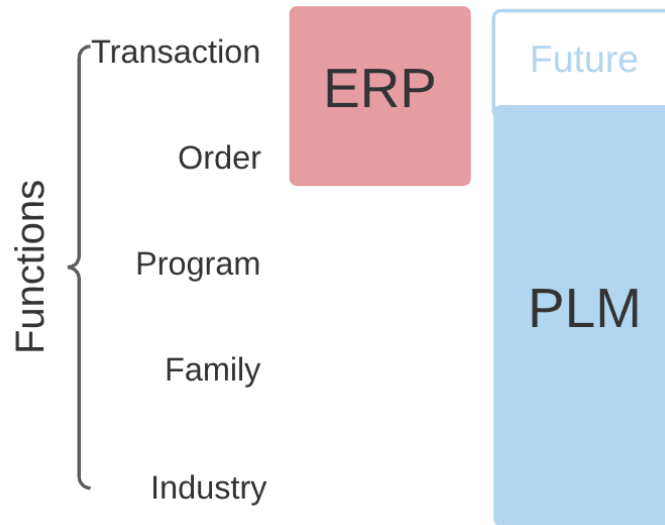 Functions
Transaction
Order
Program
Family
Industry
ERP
Future
PLM